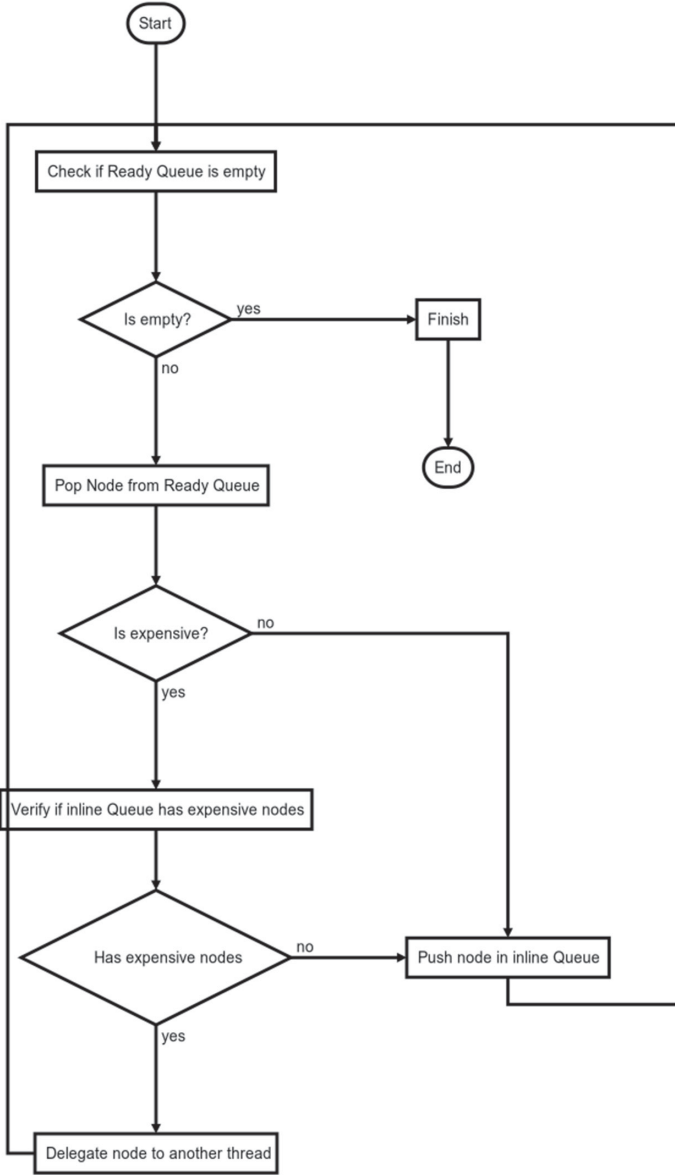 Start
Check if Ready Queue is empty
Is empty?
yes
Finish
no
End
Pop Node from Ready Queue
Is expensive?
no
yes
Verify if inline Queue has expensive nodes
Has expensive nodes
no
Push node in inline Queue
yes
Delegate node to another thread